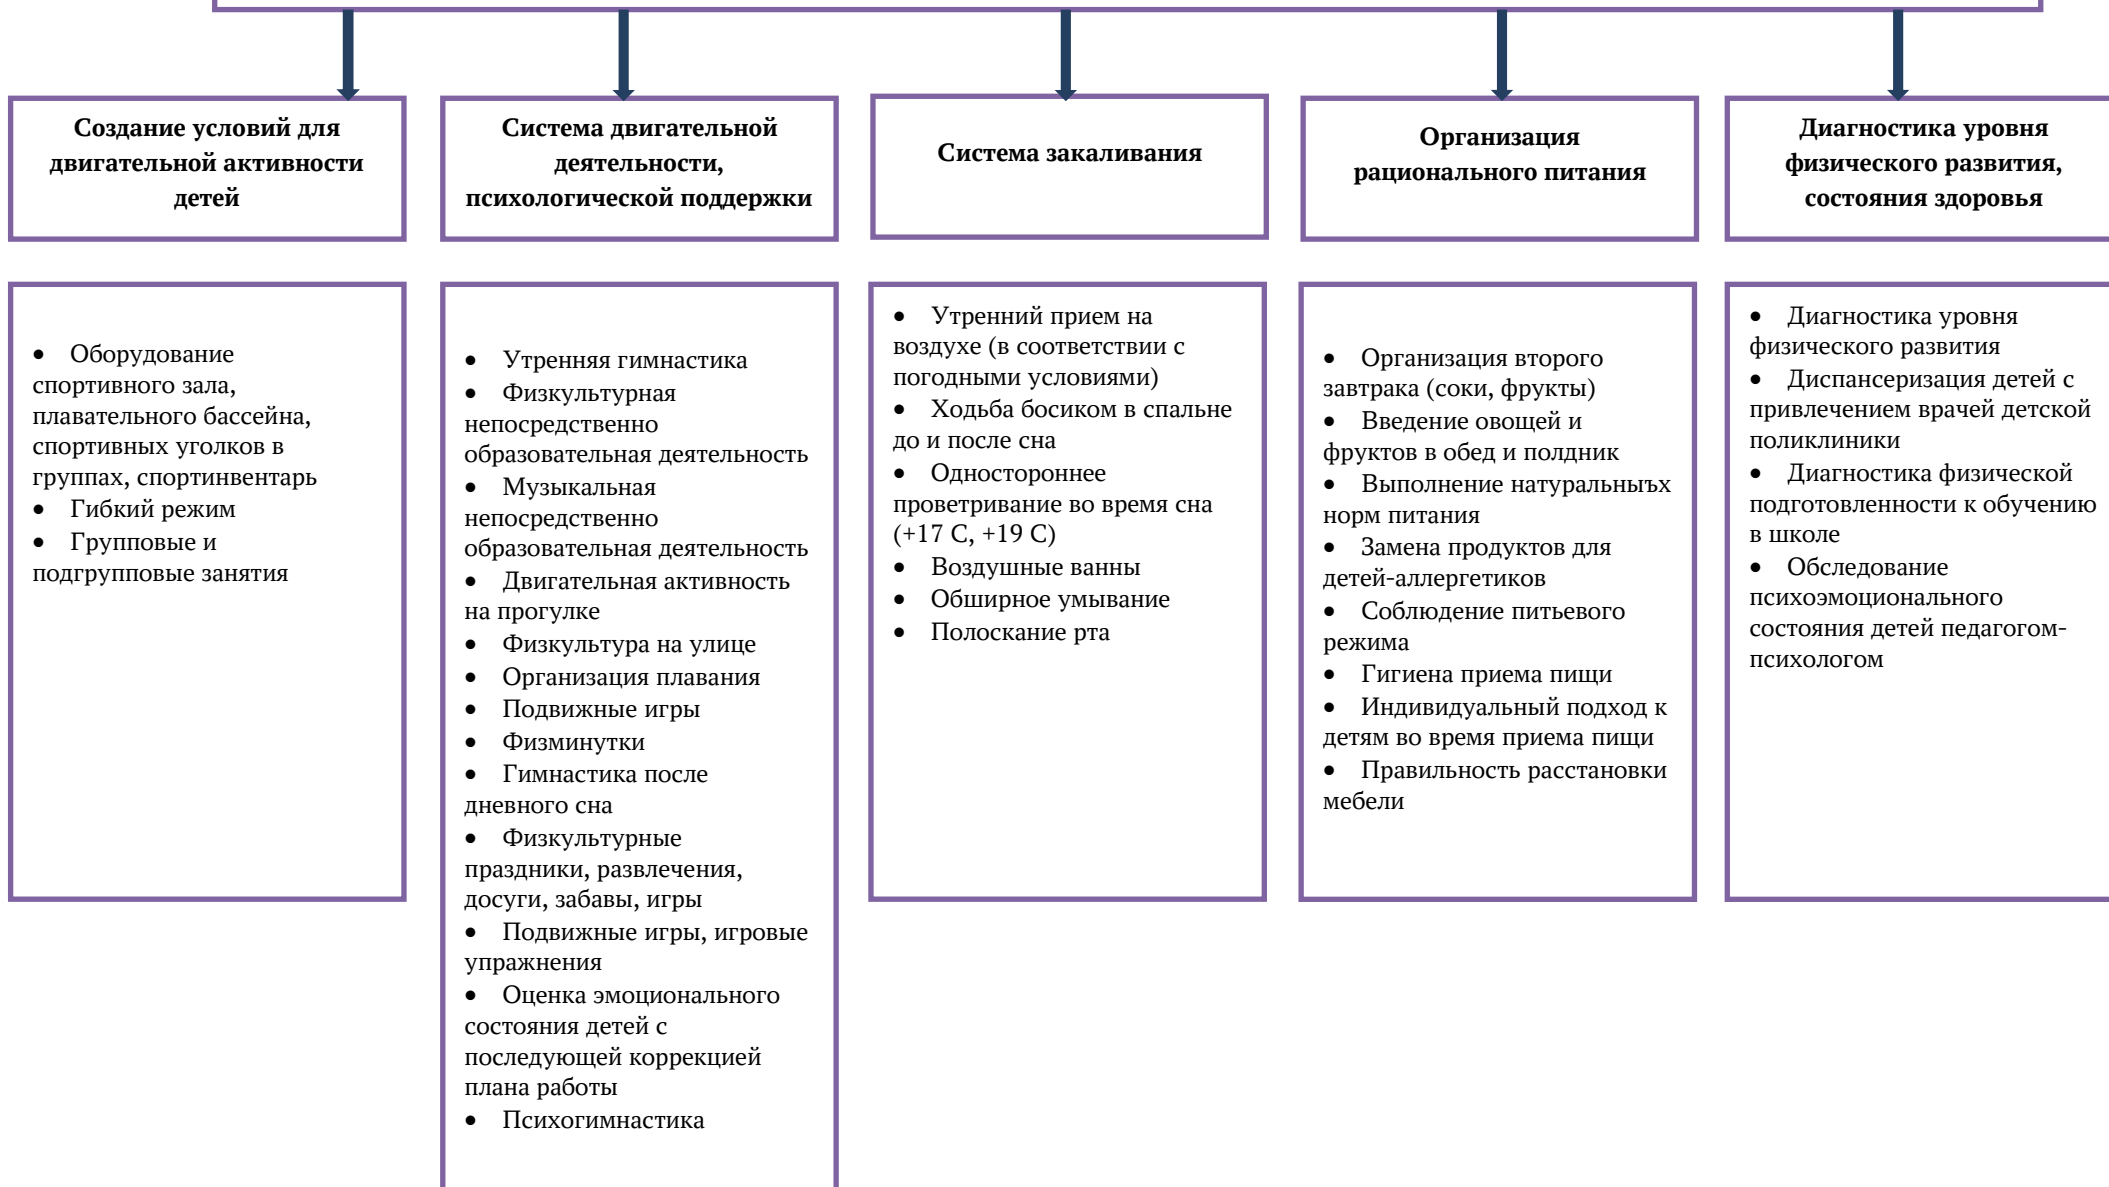 Создание условий для
двигательной активности
детей
Система двигательной
деятельности,
психологической поддержки
Система закаливания
Организация
рационального питания
Диагностика уровня
физического развития,
состояния здоровья
• Оборудование
спортивного зала,
плавательного бассейна,
спортивных уголков в
группах, спортинвентарь
• Гибкий режим
• Групповые и
подгрупповые занятия
• Утренняя гимнастика
• Физкультурная
непосредственно
образовательная деятельность
• Музыкальная
непосредственно
образовательная деятельность
• Двигательная активность
на прогулке
• Физкультура на улице
• Организация плавания
• Подвижные игры
• Физминутки
• Гимнастика после
дневного сна
• Физкультурные
праздники, развлечения,
досуги, забавы, игры
• Подвижные игры, игровые
упражнения
• Оценка эмоционального
состояния детей с
последующей коррекцией
плана работы
• Психогимнастика
• Утренний прием на
воздухе (в соответствии с
погодными условиями)
• Ходьба босиком в спальне
до и после сна
• Одностороннее
проветривание во время сна
(+17 С, +19 С)
• Воздушные ванны
• Обширное умывание
• Полоскание рта
• Организация второго
завтрака (соки, фрукты)
• Введение овощей и
фруктов в обед и полдник
• Выполнение натуральныъх
норм питания
• Замена продуктов для
детей-аллергетиков
• Соблюдение питьевого
режима
• Гигиена приема пищи
• Индивидуальный подход к
детям во время приема пищи
• Правильность расстановки
мебели
• Диагностика уровня
физического развития
• Диспансеризация детей с
привлечением врачей детской
поликлиники
• Диагностика физической
подготовленности к обучению
в школе
• Обследование
психоэмоционального
состояния детей педагогом-
психологом